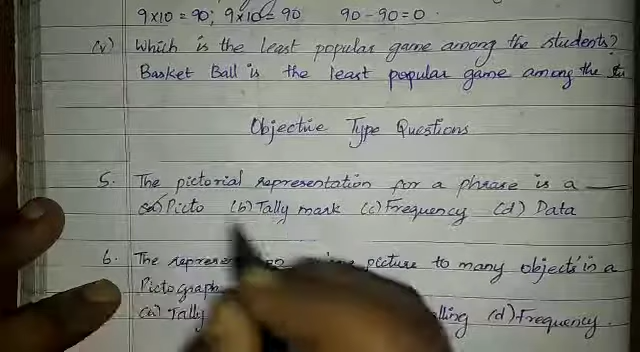 9x10 = 90; 9x10 = 90 90 - 90 = 0.
(v) Which is the least popular game among the students?
Basket Ball is the least popular game among the
Objective Type Questions
5. The pictorial representation for a phrase is a
(a) Picto (b) Tally mark (c) Frequency (d) Data
6. The picture to many objects in a
Pictograph
(a) Tally (d) Frequency.